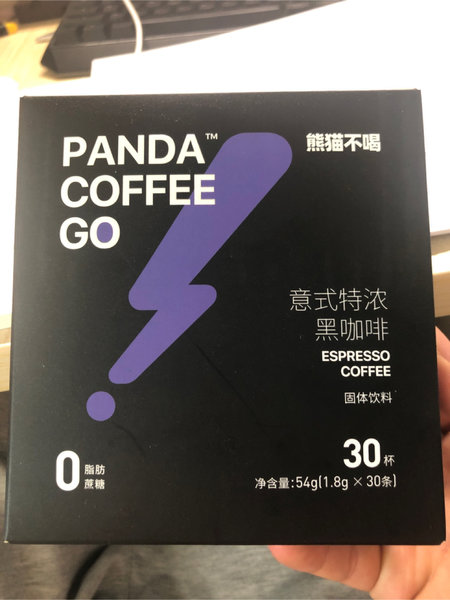 PANDA™
COFFEE
GO
熊猫不喝
意式特浓
黑咖啡
ESPRESSO
COFFEE
固体饮料
0 脂肪
蔗糖
30杯
净含量:54g(1.8g × 30条)